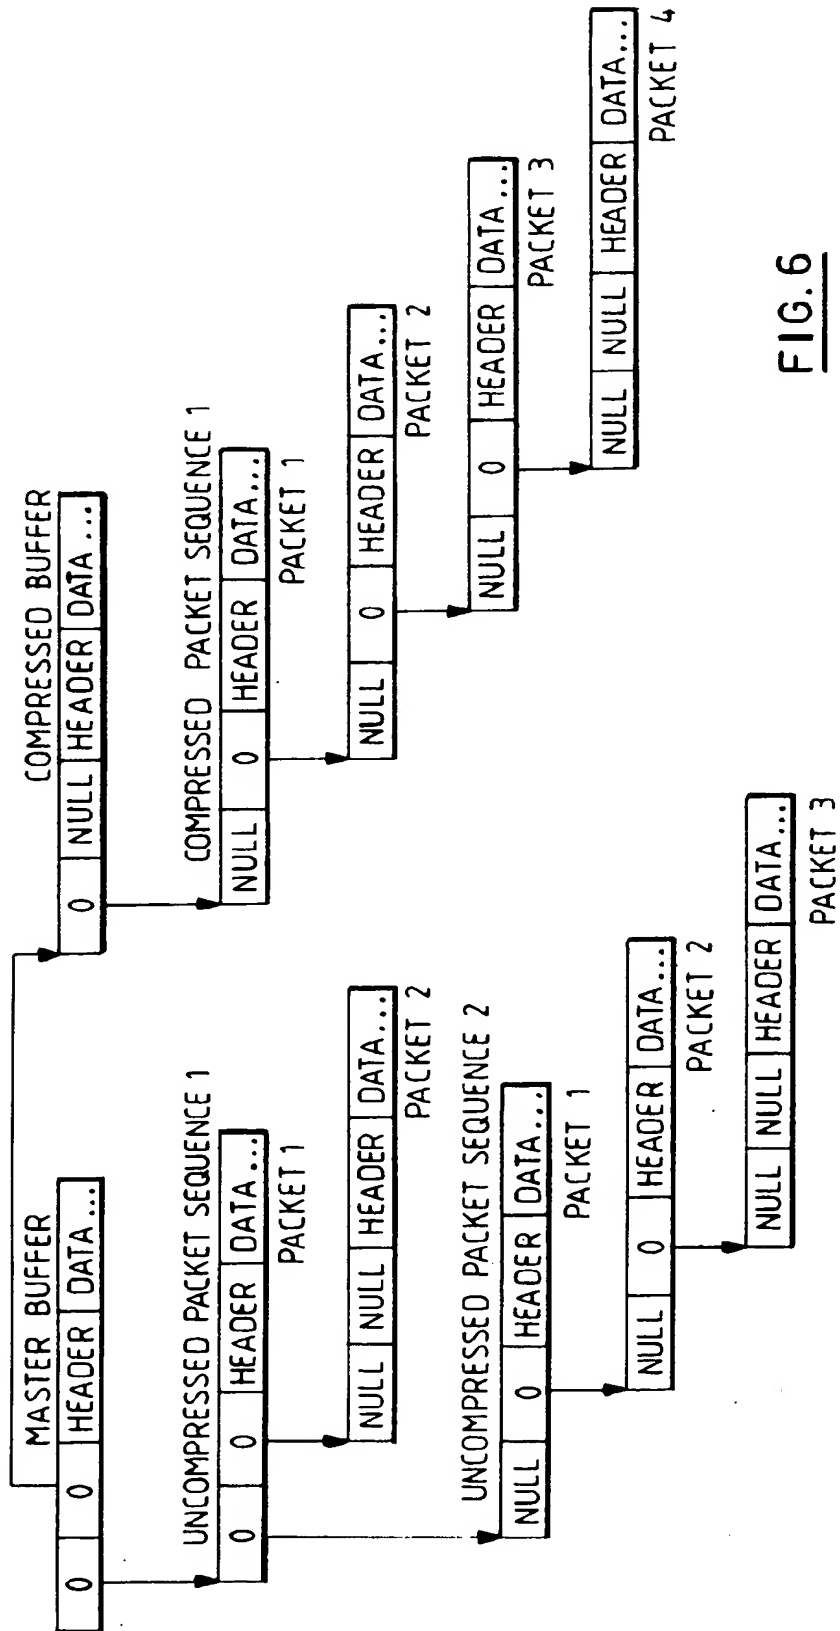 MASTER BUFFER
0 0 HEADER DATA...
UNCOMPRESSED PACKET SEQUENCE 1
0 0 HEADER DATA...
PACKET 1
NULL NULL HEADER DATA...
PACKET 2
UNCOMPRESSED PACKET SEQUENCE 2
NULL 0 HEADER DATA...
PACKET 1
NULL 0 HEADER DATA...
PACKET 2
NULL NULL HEADER DATA...
PACKET 3
COMPRESSED BUFFER
0 NULL HEADER DATA...
COMPRESSED PACKET SEQUENCE 1
NULL 0 HEADER DATA...
PACKET 1
NULL 0 HEADER DATA...
PACKET 2
NULL 0 HEADER DATA...
PACKET 3
NULL NULL HEADER DATA...
PACKET 4
FIG. 6